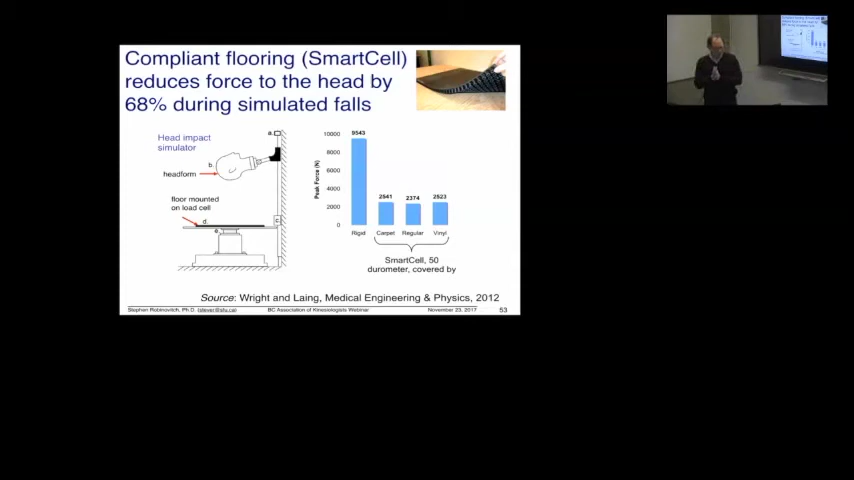 Compliant flooring (SmartCell)
reduces force to the head by
68% during simulated falls
Head impact
simulator
a.
b.
headform
floor mounted
on load cell
c.
d.
e.
Peak Force (N)
10000
8000
6000
4000
2000
0
9543
2541
2374
2523
Rigid
Carpet
Regular
Vinyl
SmartCell, 50
durometer, covered by
Source: Wright and Laing, Medical Engineering & Physics, 2012
Stephen Robinovitch, Ph.D. (stever@sfu.ca)
BC Association of Kinesiologists Webinar
November 23, 2017
53